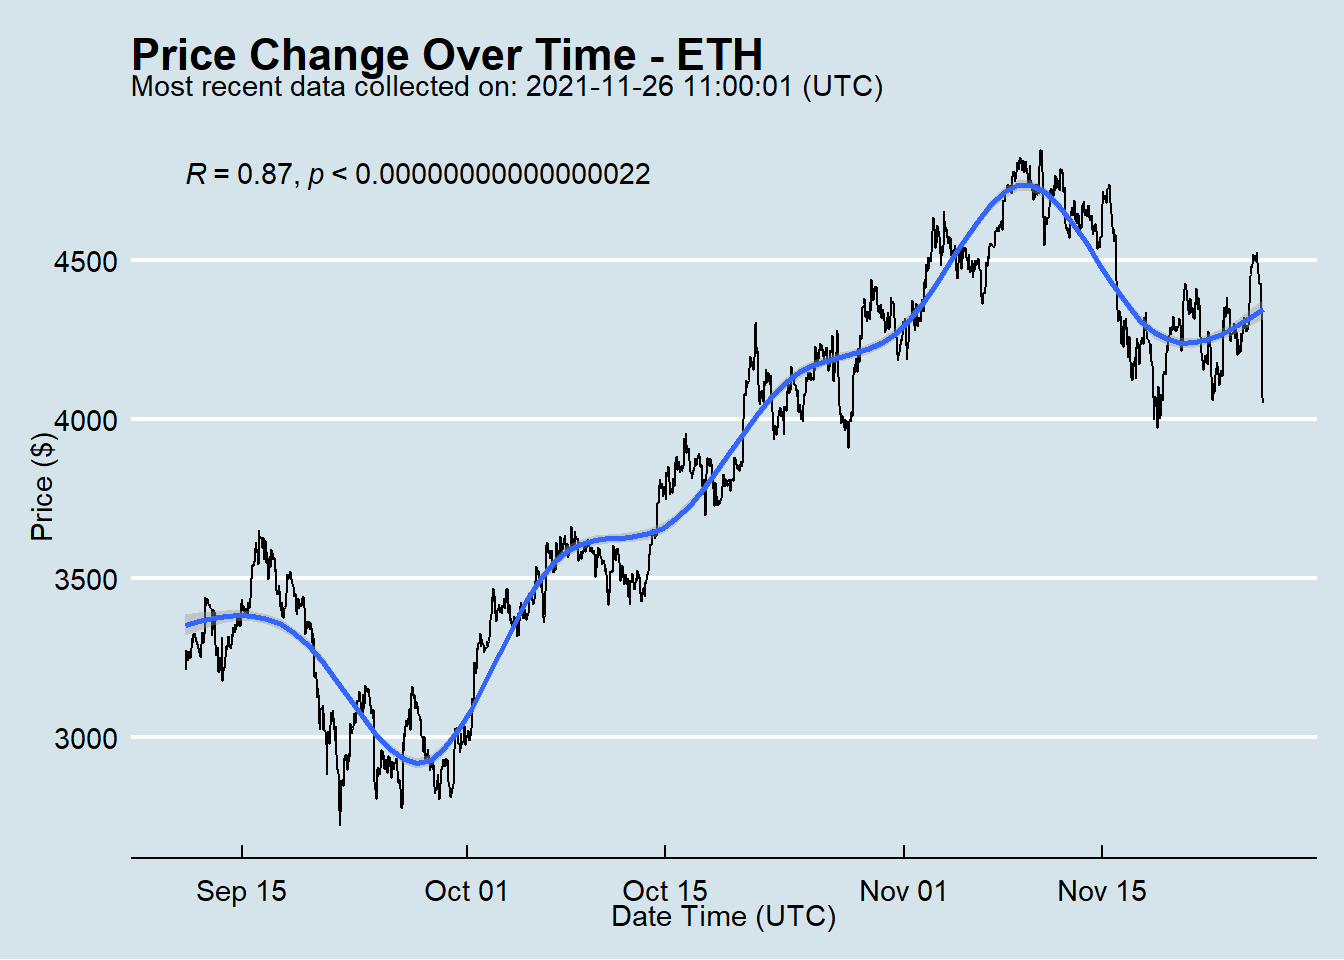 Price Change Over Time - ETH
Most recent data collected on: 2021-11-26 11:00:01 (UTC)
R = 0.87, p < 0.00000000000000022
4500
4000
3500
3000
Price ($)
Sep 15
Oct 01
Oct 15
Nov 01
Nov 15
Date Time (UTC)